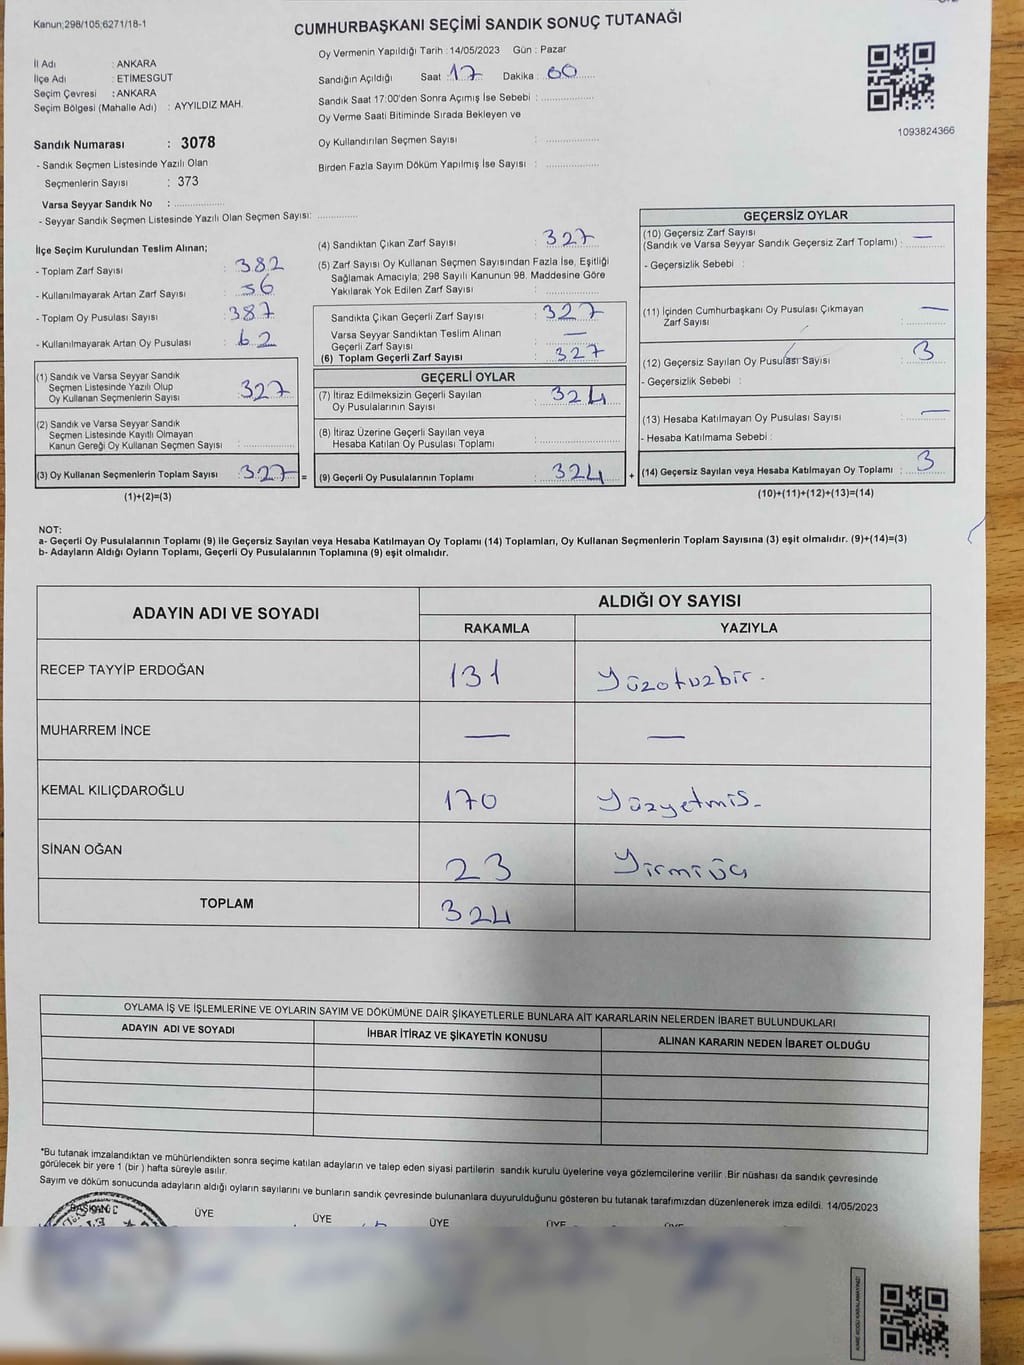 Kanun;298/105;6271/18-1
CUMHURBAŞKANI SEÇİMİ SANDIK SONUÇ TUTANAĞI
İl Adı : ANKARA
İlçe Adı : ETİMESGUT
Seçim Çevresi : ANKARA
Seçim Bölgesi (Mahalle Adı) : AYYILDIZ MAH.
Sandık Numarası : 3078
- Sandık Seçmen Listesinde Yazılı Olan
Seçmenlerin Sayısı : 373
Varsa Seyyar Sandık No :
- Seyyar Sandık Seçmen Listesinde Yazılı Olan Seçmen Sayısı:
Oy Vermenin Yapıldığı Tarih : 14/05/2023 Gün : Pazar
Sandığın Açıldığı Saat : 17 Dakika : 00
Sandık Saat 17:00'den Sonra Açımış İse Sebebi :
Oy Verme Saati Bitiminde Sırada Bekleyen ve
Oy Kullandırılan Seçmen Sayısı :
Birden Fazla Sayım Döküm Yapılmış İse Sayısı :
1093824366
İlçe Seçim Kurulundan Teslim Alınan;
- Toplam Zarf Sayısı : 382
- Kullanılmayarak Artan Zarf Sayısı : 56
- Toplam Oy Pusulası Sayısı : 387
- Kullanılmayarak Artan Oy Pusulası : 62
(1) Sandık ve Varsa Seyyar Sandık
Seçmen Listesinde Yazılı Olup
Oy Kullanan Seçmenlerin Sayısı : 327
(2) Sandık ve Varsa Seyyar Sandık
Seçmen Listesinde Kayıtlı Olmayan
Kanun Gereği Oy Kullanan Seçmen Sayısı :
(3) Oy Kullanan Seçmenlerin Toplam Sayısı : 327 =
(1)+(2)=(3)
(4) Sandıktan Çıkan Zarf Sayısı : 327
(5) Zarf Sayısı Oy Kullanan Seçmen Sayısından Fazla İse, Eşitliği
Sağlamak Amacıyla; 298 Sayılı Kanunun 98. Maddesine Göre
Yakılarak Yok Edilen Zarf Sayısı :
Sandıkta Çıkan Geçerli Zarf Sayısı : 327
Varsa Seyyar Sandıktan Teslim Alınan
Geçerli Zarf Sayısı : —
(6) Toplam Geçerli Zarf Sayısı : 327
GEÇERLİ OYLAR
(7) İtiraz Edilmeksizin Geçerli Sayılan
Oy Pusulalarının Sayısı : 324
(8) İtiraz Üzerine Geçerli Sayılan veya
Hesaba Katılan Oy Pusulası Toplamı :
(9) Geçerli Oy Pusulalarının Toplamı : 324 +
GEÇERSİZ OYLAR
(10) Geçersiz Zarf Sayısı
(Sandık ve Varsa Seyyar Sandık Geçersiz Zarf Toplamı) : —
- Geçersizlik Sebebi :
(11) İçinden Cumhurbaşkanı Oy Pusulası Çıkmayan
Zarf Sayısı : —
(12) Geçersiz Sayılan Oy Pusulası Sayısı : 3
- Geçersizlik Sebebi :
(13) Hesaba Katılmayan Oy Pusulası Sayısı : —
- Hesaba Katılmama Sebebi :
(14) Geçersiz Sayılan veya Hesaba Katılmayan Oy Toplamı : 3
(10)+(11)+(12)+(13)=(14)
NOT:
a- Geçerli Oy Pusulalarının Toplamı (9) ile Geçersiz Sayılan veya Hesaba Katılmayan Oy Toplamı (14) Toplamları, Oy Kullanan Seçmenlerin Toplam Sayısına (3) eşit olmalıdır. (9)+(14)=(3)
b- Adayların Aldığı Oyların Toplamı, Geçerli Oy Pusulalarının Toplamına (9) eşit olmalıdır.
ADAYIN ADI VE SOYADI ALDIĞI OY SAYISI
RAKAMLA YAZIYLA
RECEP TAYYİP ERDOĞAN 131 Yüzotuzbir.
MUHARREM İNCE — —
KEMAL KILIÇDAROĞLU 170 Yüzyetmiş-
SİNAN OĞAN 23 Yirmiüç
TOPLAM 324
OYLAMA İŞ VE İŞLEMLERİNE VE OYLARIN SAYIM VE DÖKÜMÜNE DAİR ŞİKAYETLERLE BUNLARA AİT KARARLARIN NELERDEN İBARET BULUNDUKLARI
ADAYIN ADI VE SOYADI İHBAR İTİRAZ VE ŞİKAYETİN KONUSU ALINAN KARARIN NEDEN İBARET OLDUĞU
*Bu tutanak imzalandıktan ve mühürlendikten sonra seçime katılan adayların ve talep eden siyasi partilerin sandık kurulu üyelerine veya gözlemcilerine verilir. Bir nüshası da sandık çevresinde
görülecek bir yere 1 (bir ) hafta süreyle asılır.
Sayım ve döküm sonucunda adayların aldığı oyların sayılarını ve bunların sandık çevresinde bulunanlara duyurulduğunu gösteren bu tutanak tarafımızdan düzenlenerek imza edildi. 14/05/2023
BAŞKAN ÜYE ÜYE ÜYE ÜYE ÜYE